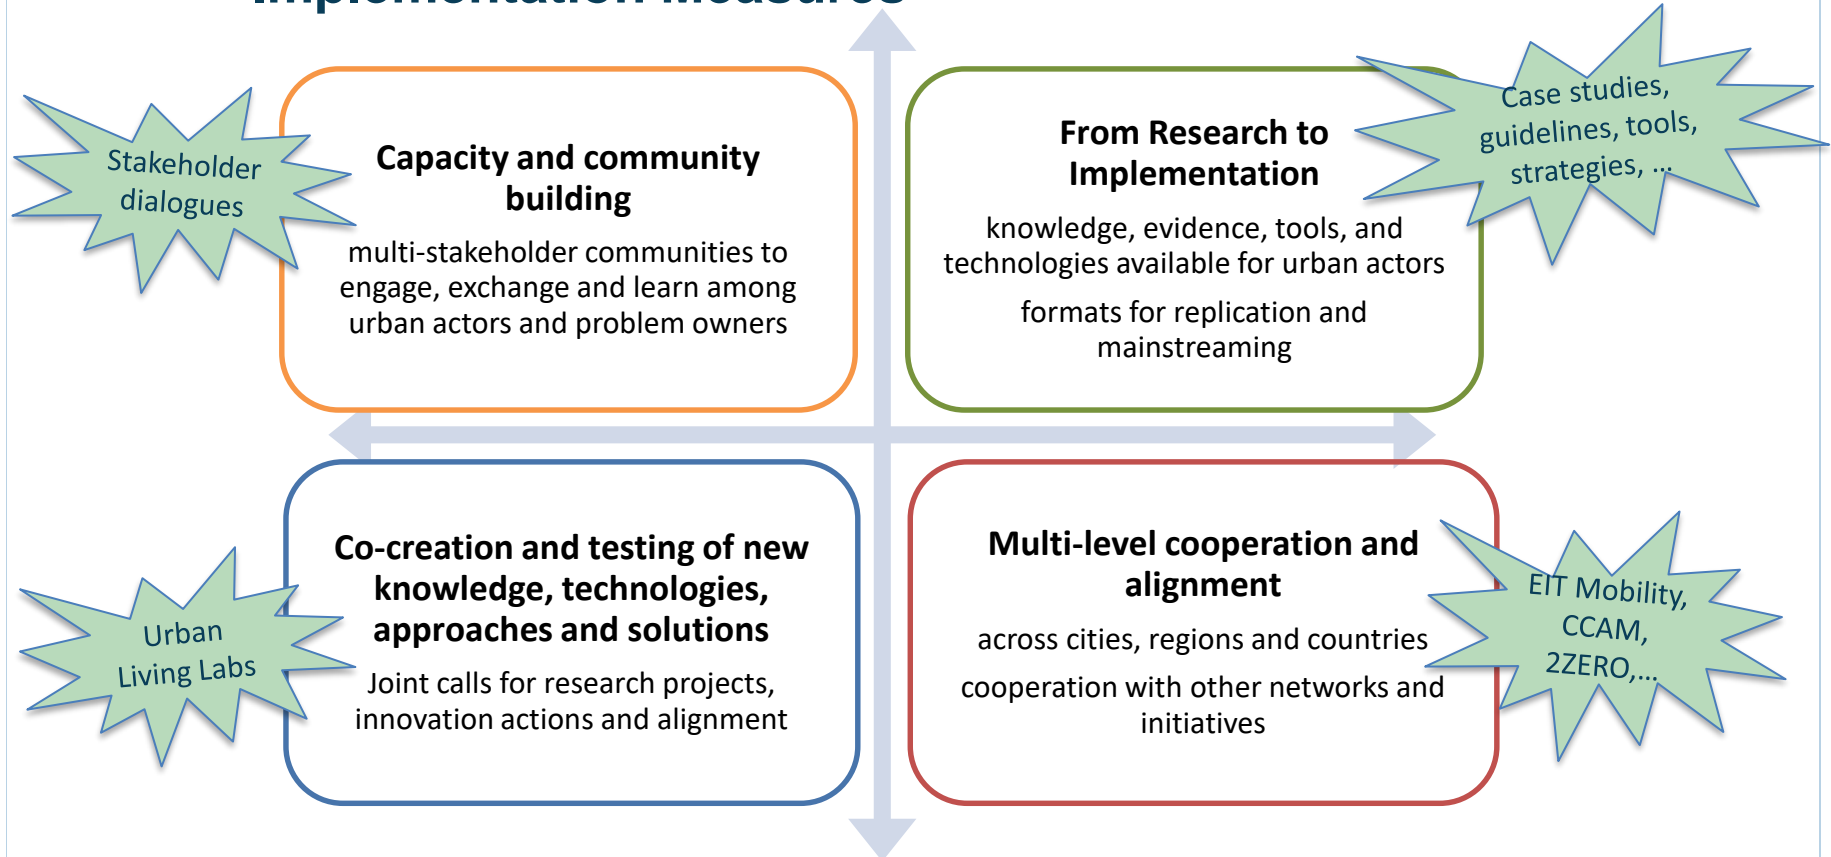 Implementation Measures
Stakeholder
dialogues
Capacity and community
building
multi-stakeholder communities to
engage, exchange and learn among
urban actors and problem owners
From Research to
Implementation
knowledge, evidence, tools, and
technologies available for urban actors
formats for replication and
mainstreaming
Case studies,
guidelines, tools,
strategies, ...
Urban
Living Labs
Co-creation and testing of new
knowledge, technologies,
approaches and solutions
Joint calls for research projects,
innovation actions and alignment
Multi-level cooperation and
alignment
across cities, regions and countries
cooperation with other networks and
initiatives
EIT Mobility,
CCAM,
2ZERO,...